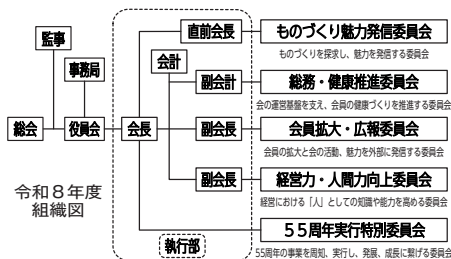 監事
事務局
総会
役員会
会長
会計
直前会長
ものづくり魅力発信委員会
ものづくりを探求し、魅力を発信する委員会
副会計
総務・健康推進委員会
会の運営基盤を支え、会員の健康づくりを推進する委員会
副会長
会員拡大・広報委員会
会員の拡大と会の活動、魅力を外部に発信する委員会
副会長
経営力・人間力向上委員会
経営における「人」としての知識や能力を高める委員会
55周年実行特別委員会
55周年の事業を周知、実行し、発展、成長に繋げる委員会
執行部
令和8年度
組織図